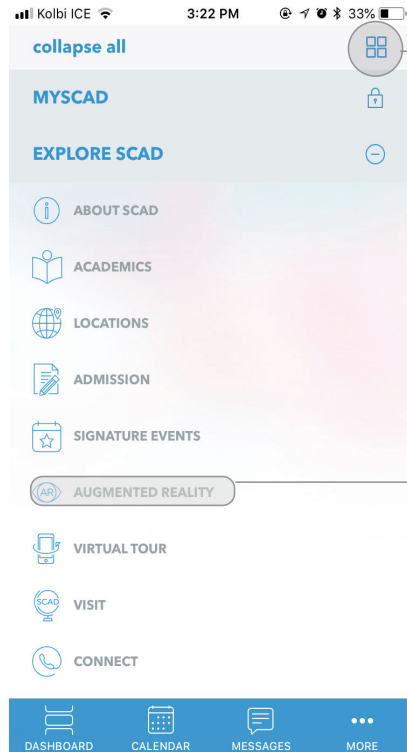 Kolbi ICE 3:22 PM 33%
collapse all
MYSCAD
EXPLORE SCAD
ABOUT SCAD
ACADEMICS
LOCATIONS
ADMISSION
SIGNATURE EVENTS
AR AUGMENTED REALITY
VIRTUAL TOUR
SCAD VISIT
CONNECT
DASHBOARD CALENDAR MESSAGES MORE